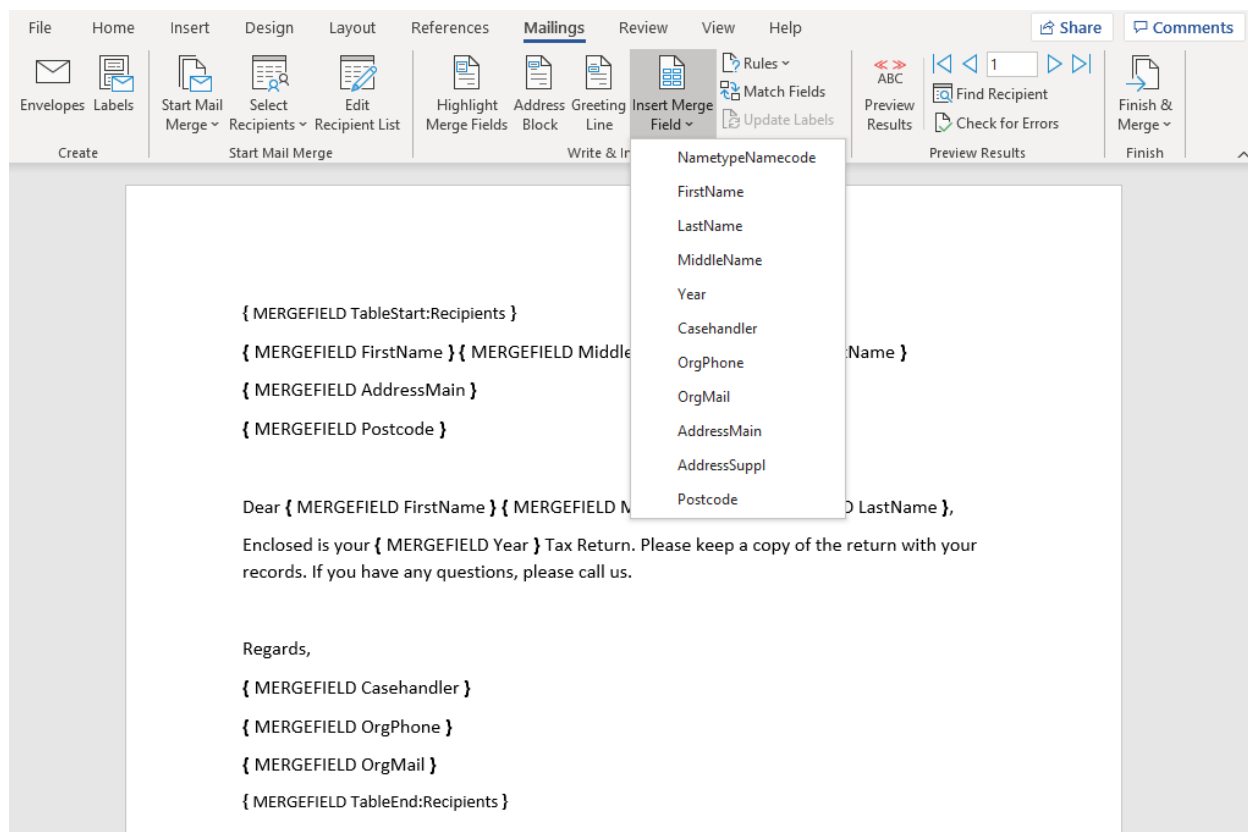 File Home Insert Design Layout References Mailings Review View Help Share Comments
Envelopes Labels Start Mail Merge Select Recipients Edit Recipient List Highlight Merge Fields Address Block Greeting Line Insert Merge Field Rules Match Fields Update Labels ABC Preview Results 1 Find Recipient Check for Errors Finish & Merge
Create Start Mail Merge Write & In Preview Results Finish
NametypeNamecode
FirstName
LastName
MiddleName
Year
Casehandler
OrgPhone
OrgMail
AddressMain
AddressSuppl
Postcode
{ MERGEFIELD TableStart:Recipients }
{ MERGEFIELD FirstName } { MERGEFIELD Middle Name }
{ MERGEFIELD AddressMain }
{ MERGEFIELD Postcode }
Dear { MERGEFIELD FirstName } { MERGEFIELD LastName },
Enclosed is your { MERGEFIELD Year } Tax Return. Please keep a copy of the return with your
records. If you have any questions, please call us.
Regards,
{ MERGEFIELD Casehandler }
{ MERGEFIELD OrgPhone }
{ MERGEFIELD OrgMail }
{ MERGEFIELD TableEnd:Recipients }